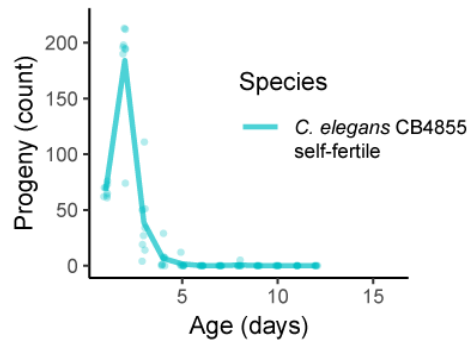 200
150
100
50
0
Progeny (count)
Species
C. elegans CB4855
self-fertile
5
10
15
Age (days)